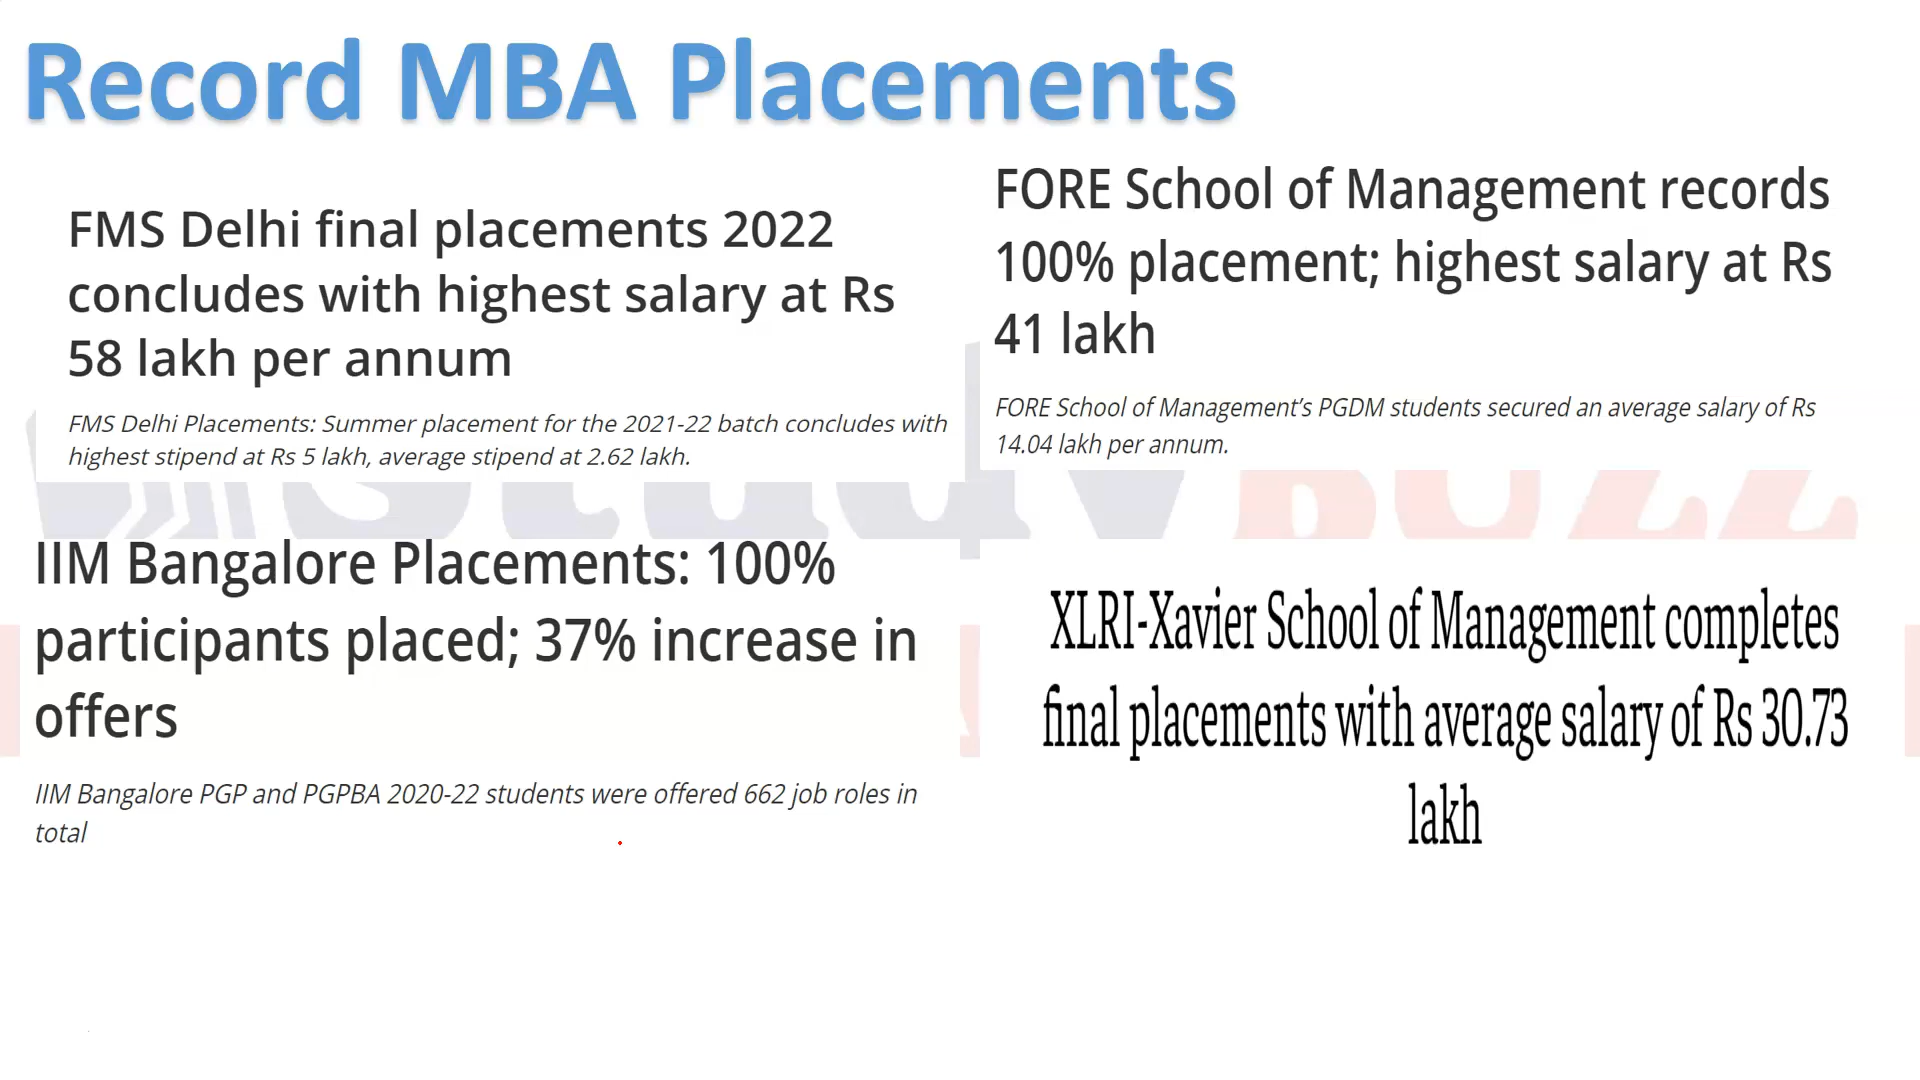 Record MBA Placements
FMS Delhi final placements 2022
concludes with highest salary at Rs
58 lakh per annum
FMS Delhi Placements: Summer placement for the 2021-22 batch concludes with
highest stipend at Rs 5 lakh, average stipend at 2.62 lakh.
FORE School of Management records
100% placement; highest salary at Rs
41 lakh
FORE School of Management’s PGDM students secured an average salary of Rs
14.04 lakh per annum.
IIM Bangalore Placements: 100%
participants placed; 37% increase in
offers
IIM Bangalore PGP and PGPBA 2020-22 students were offered 662 job roles in
total
XLRI-Xavier School of Management completes
final placements with average salary of Rs 30.73
lakh